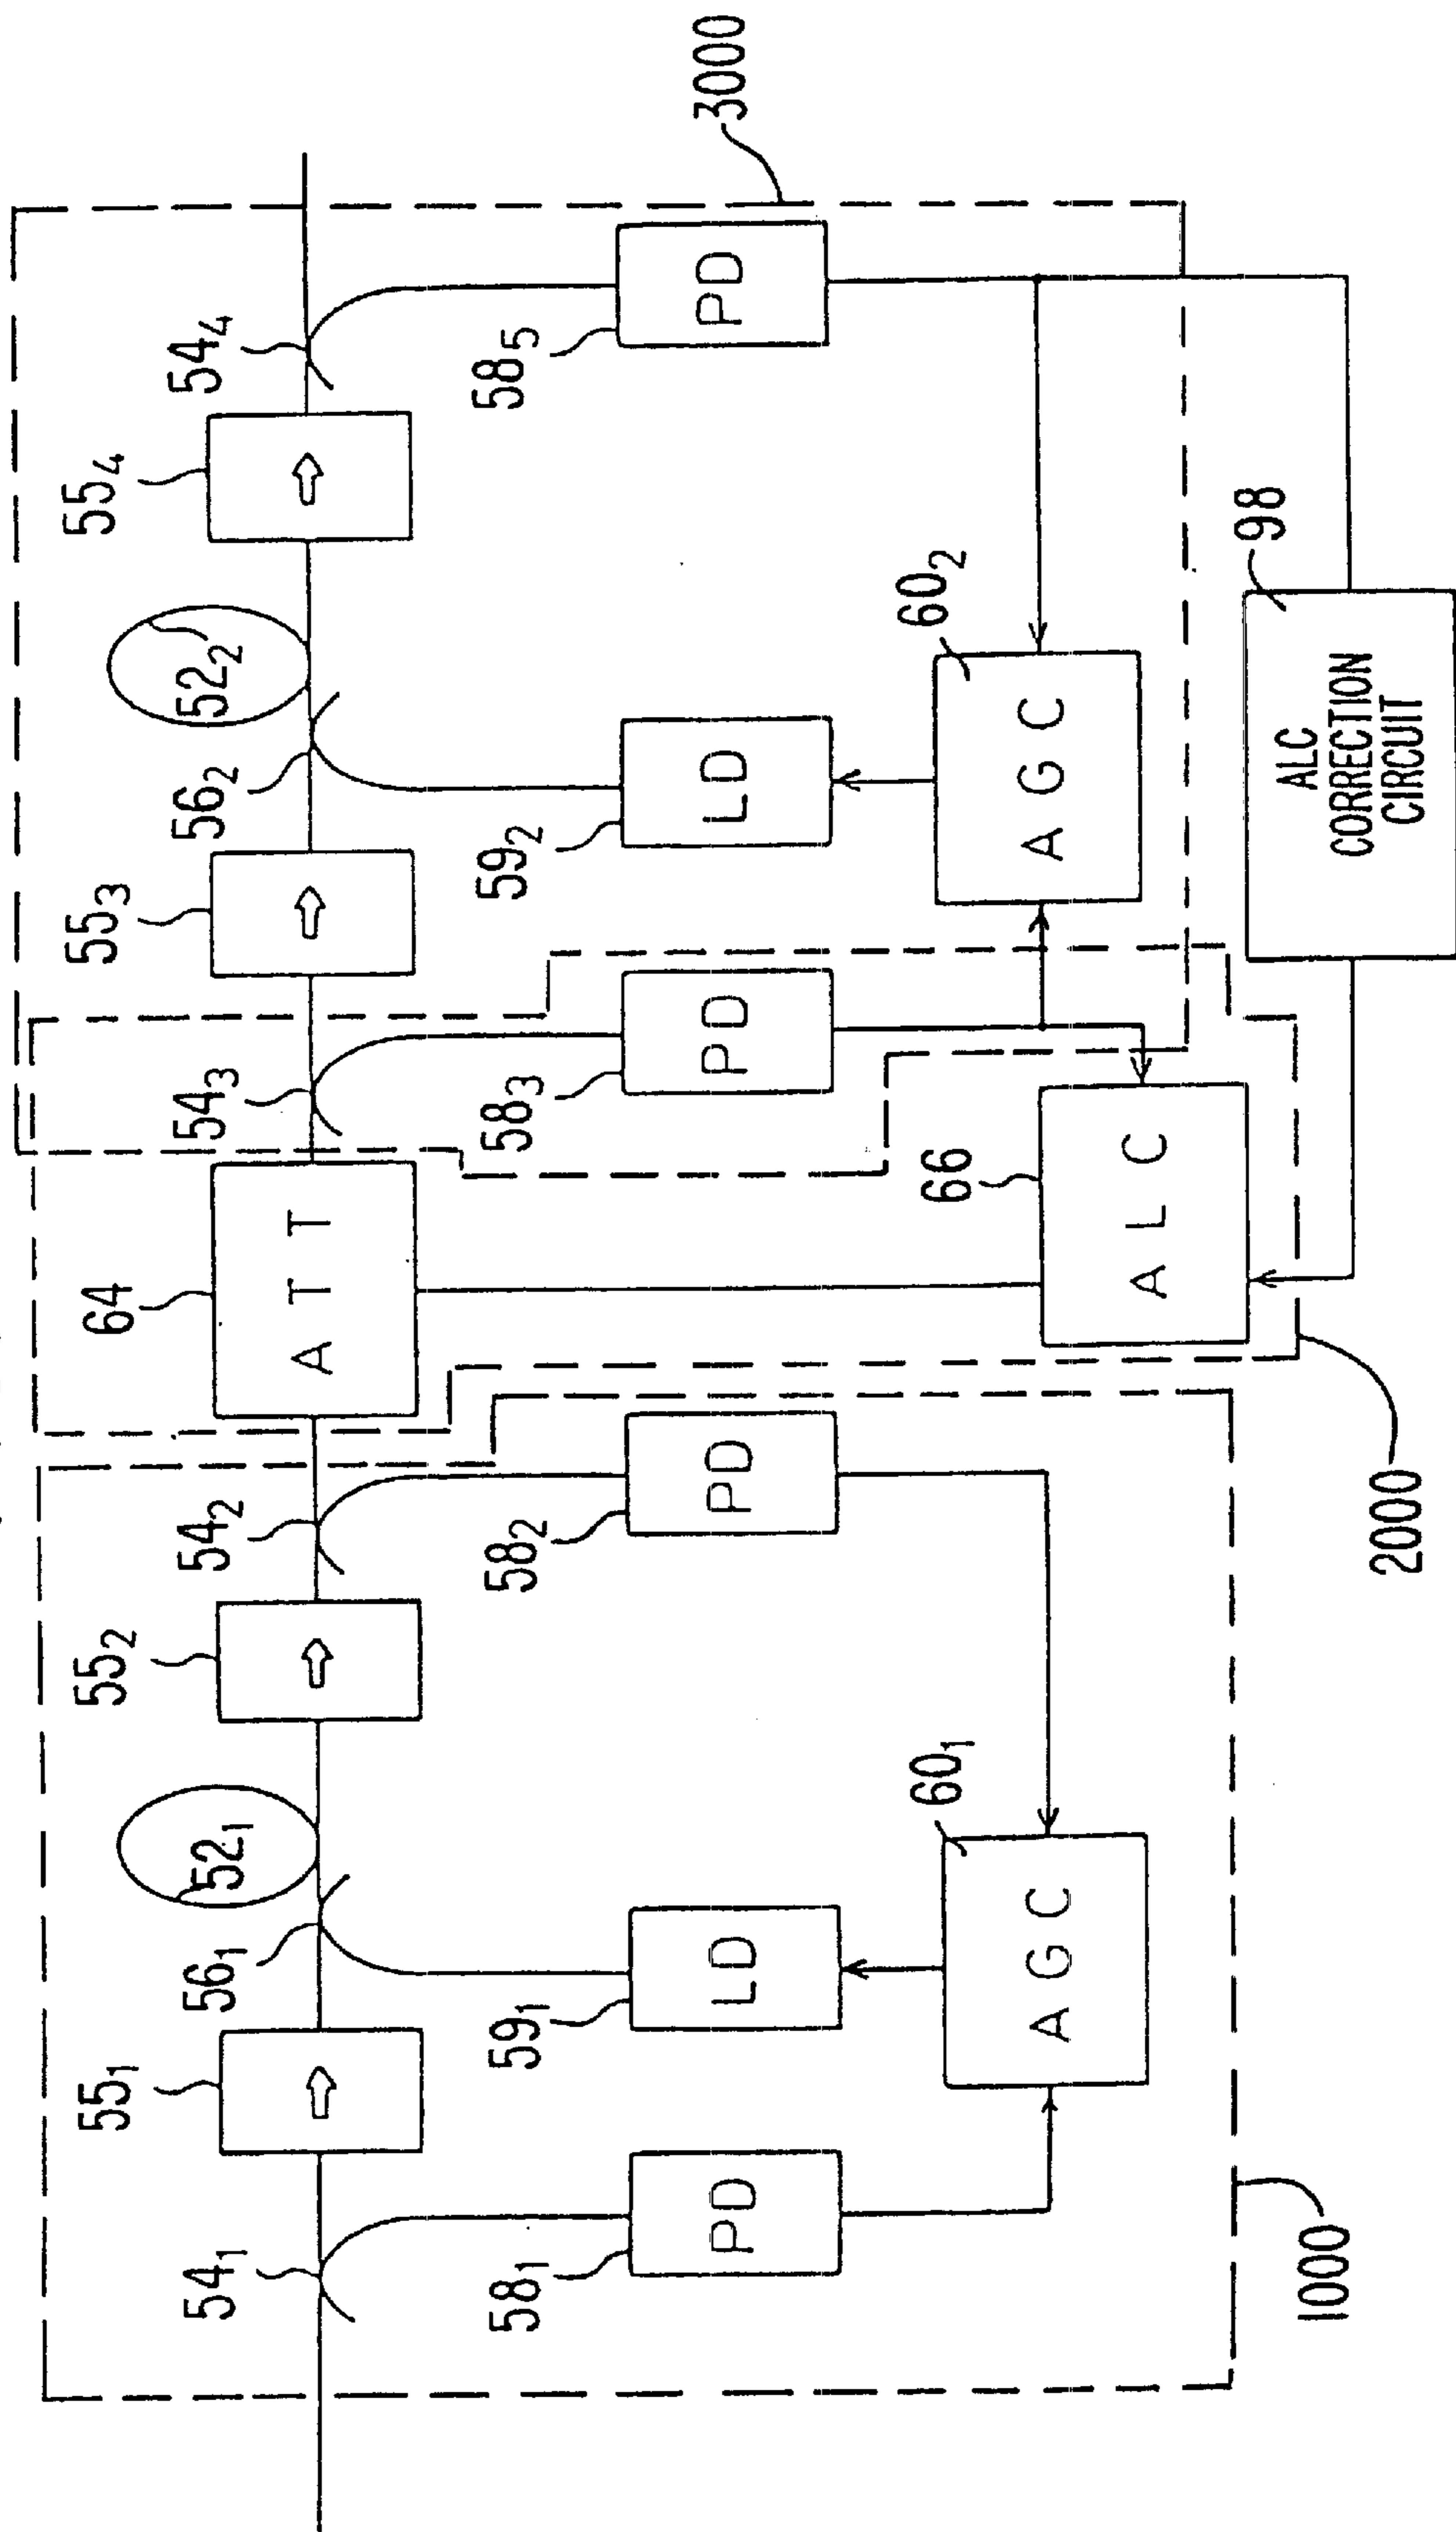 54₁
55₁
56₁
52₁
55₂
54₂
64
54₃
55₃
56₂
52₂
55₄
54₄
A T T
58₁
PD
59₁
LD
58₂
PD
58₃
PD
59₂
LD
58₅
PD
3000
60₁
A G C
66
A L C
60₂
A G C
98
ALC
CORRECTION
CIRCUIT
1000
2000